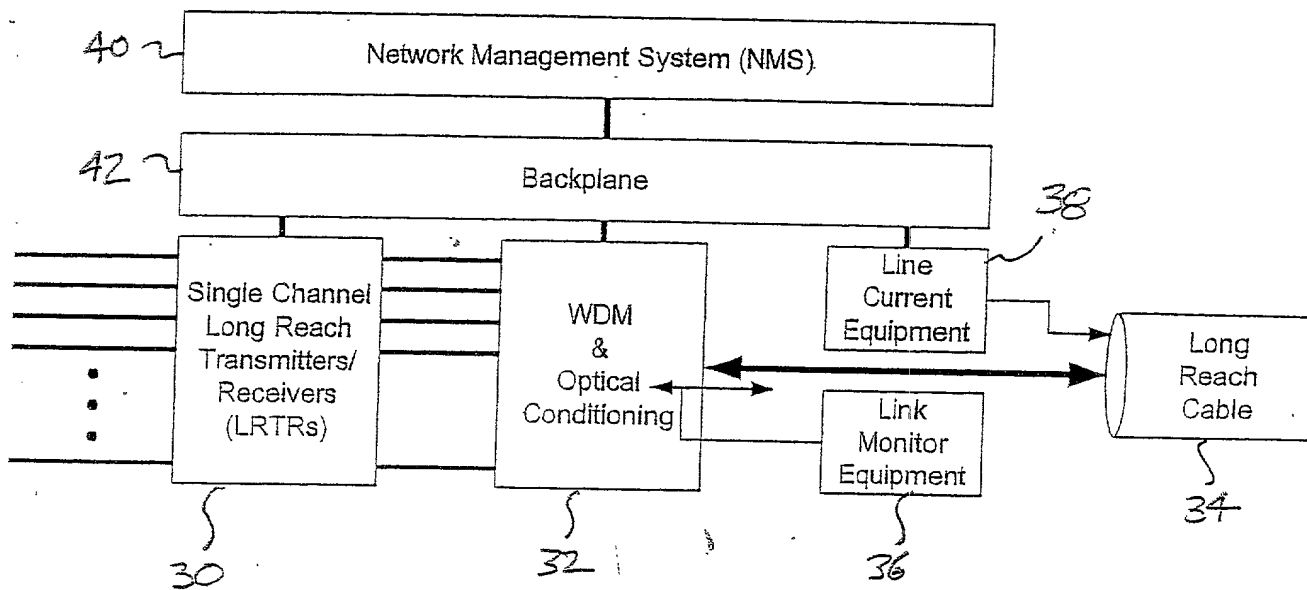 40
Network Management System (NMS)
42
Backplane
38
Single Channel
Long Reach
Transmitters/
Receivers
(LRTRs)
WDM
&
Optical
Conditioning
Line
Current
Equipment
Link
Monitor
Equipment
Long
Reach
Cable
30
32
36
34